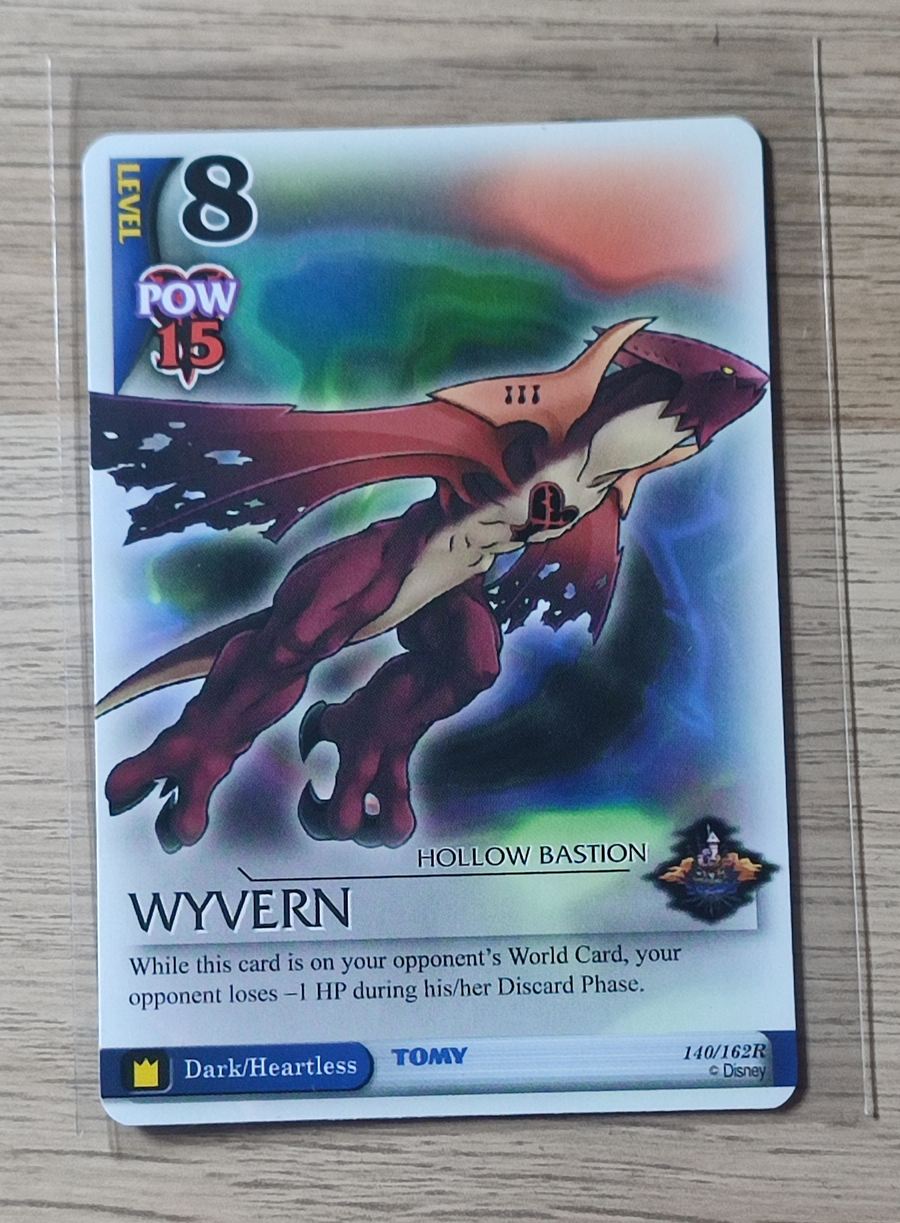 LEVEL
8
POW
15
HOLLOW BASTION
WYVERN
While this card is on your opponent's World Card, your
opponent loses –1 HP during his/her Discard Phase.
Dark/Heartless
TOMY
140/162R
© Disney